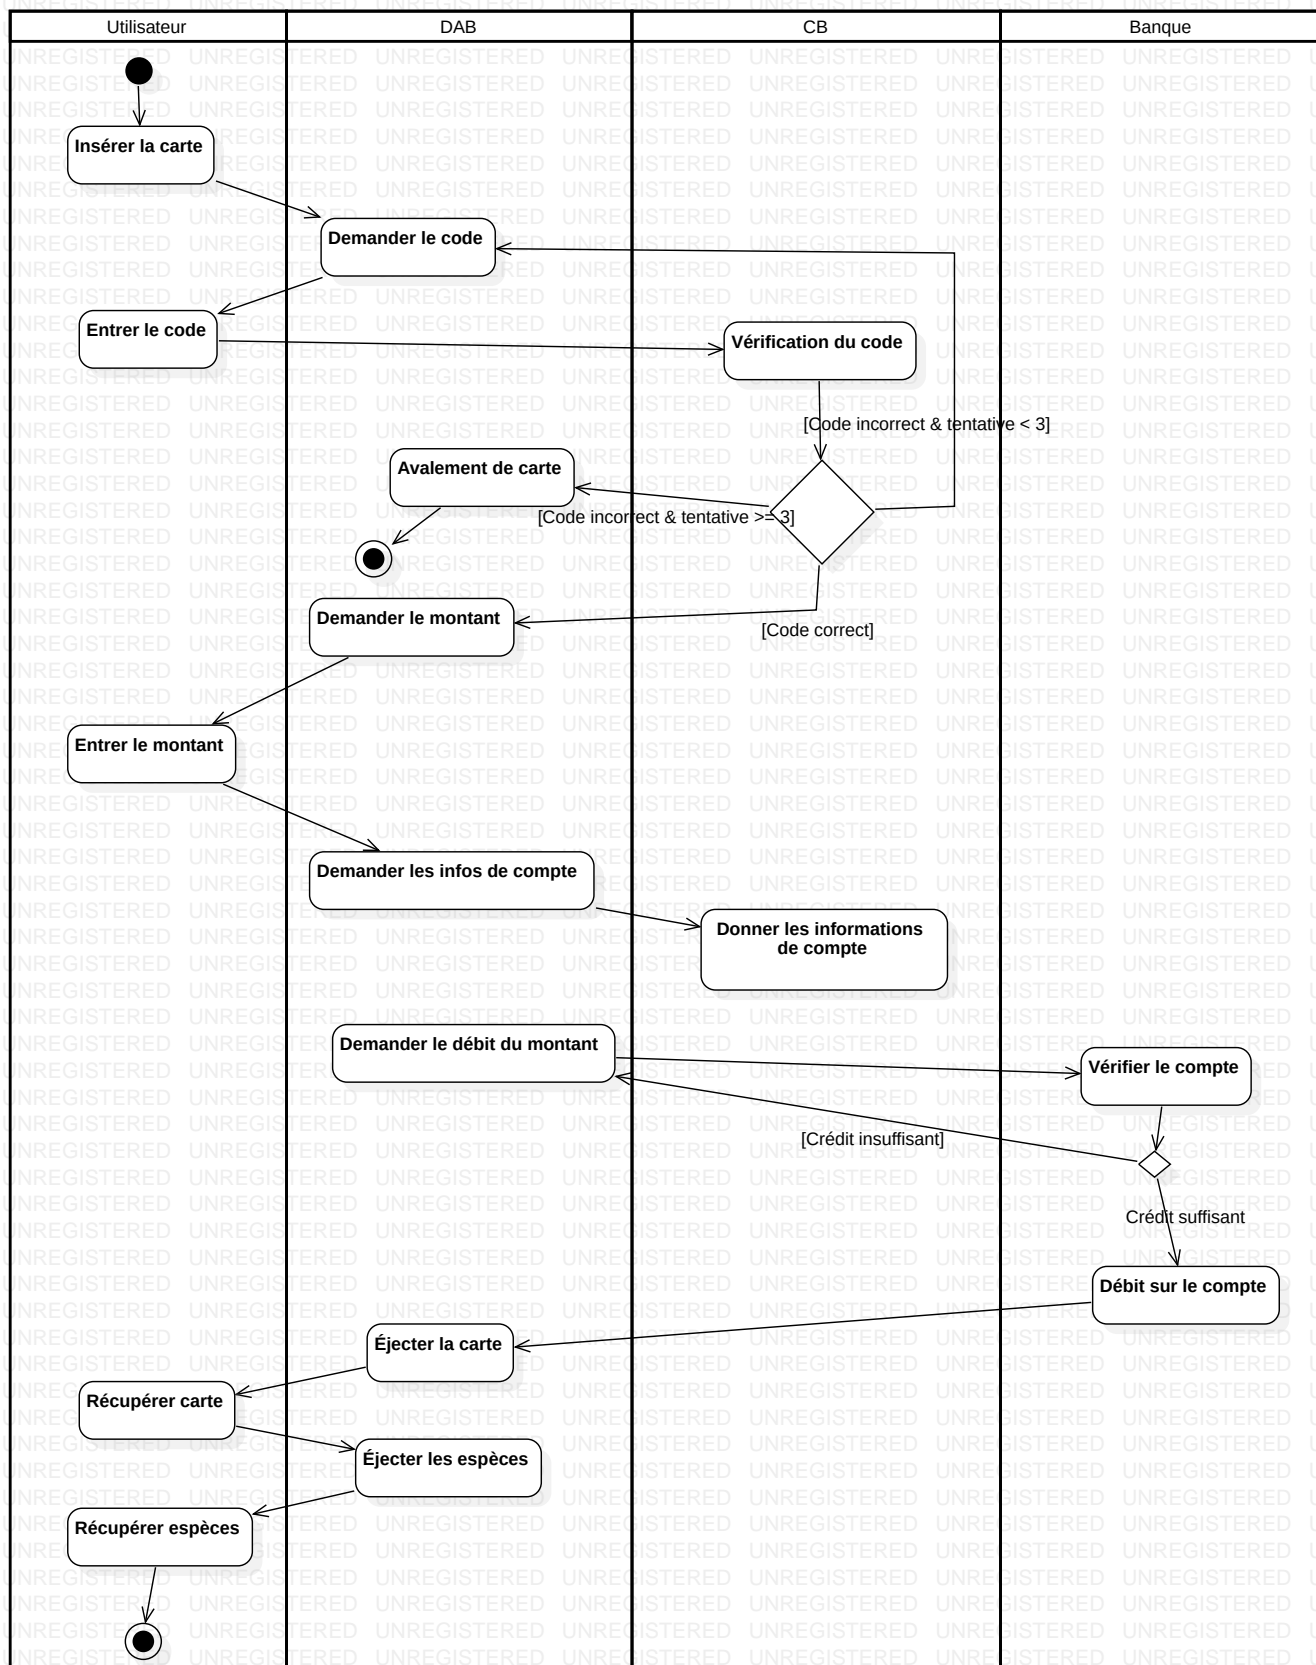 Utilisateur
DAB
CB
Banque
Insérer la carte
Demander le code
Entrer le code
Vérification du code
[Code incorrect & tentative < 3]
Avalement de carte
[Code incorrect & tentative >= 3]
Demander le montant
[Code correct]
Entrer le montant
Demander les infos de compte
Donner les informations
de compte
Demander le débit du montant
Vérifier le compte
[Crédit insuffisant]
Crédit suffisant
Débit sur le compte
Éjecter la carte
Récupérer carte
Éjecter les espèces
Récupérer espèces
UNREGISTERED